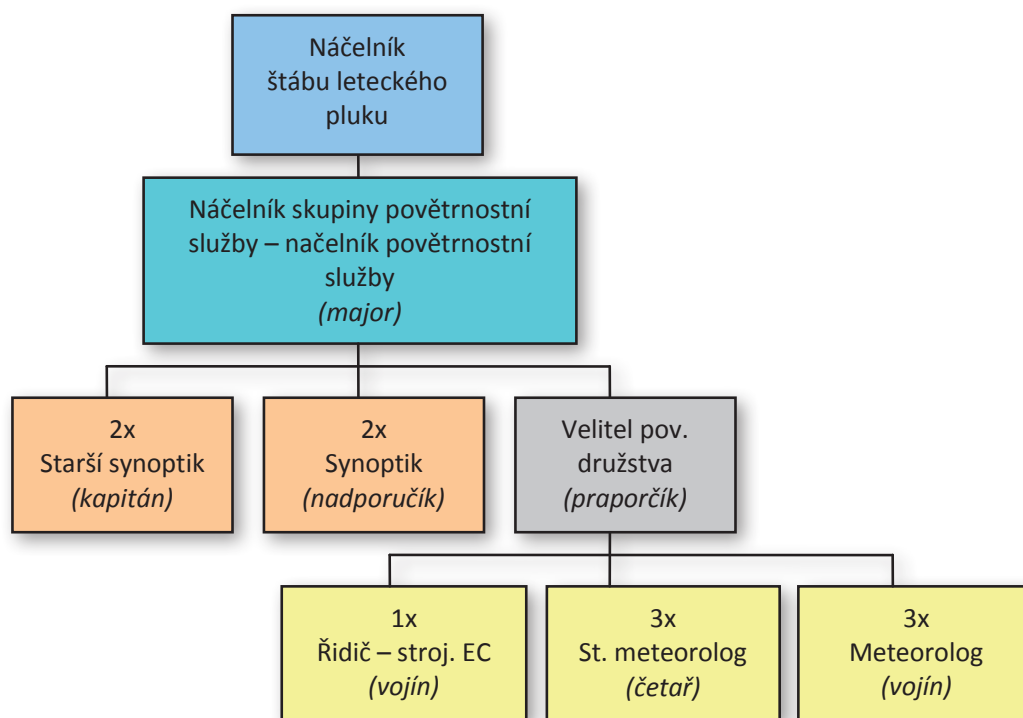 Náčelník
štábu leteckého
pluku
Náčelník skupiny povětrnostní
služby – načelník povětrnostní
služby
(major)
2x
Starší synoptik
(kapitán)
2x
Synoptik
(nadporučík)
Velitel pov.
družstva
(praporčík)
1x
Řidič – stroj. EC
(vojín)
3x
St. meteorolog
(četař)
3x
Meteorolog
(vojín)